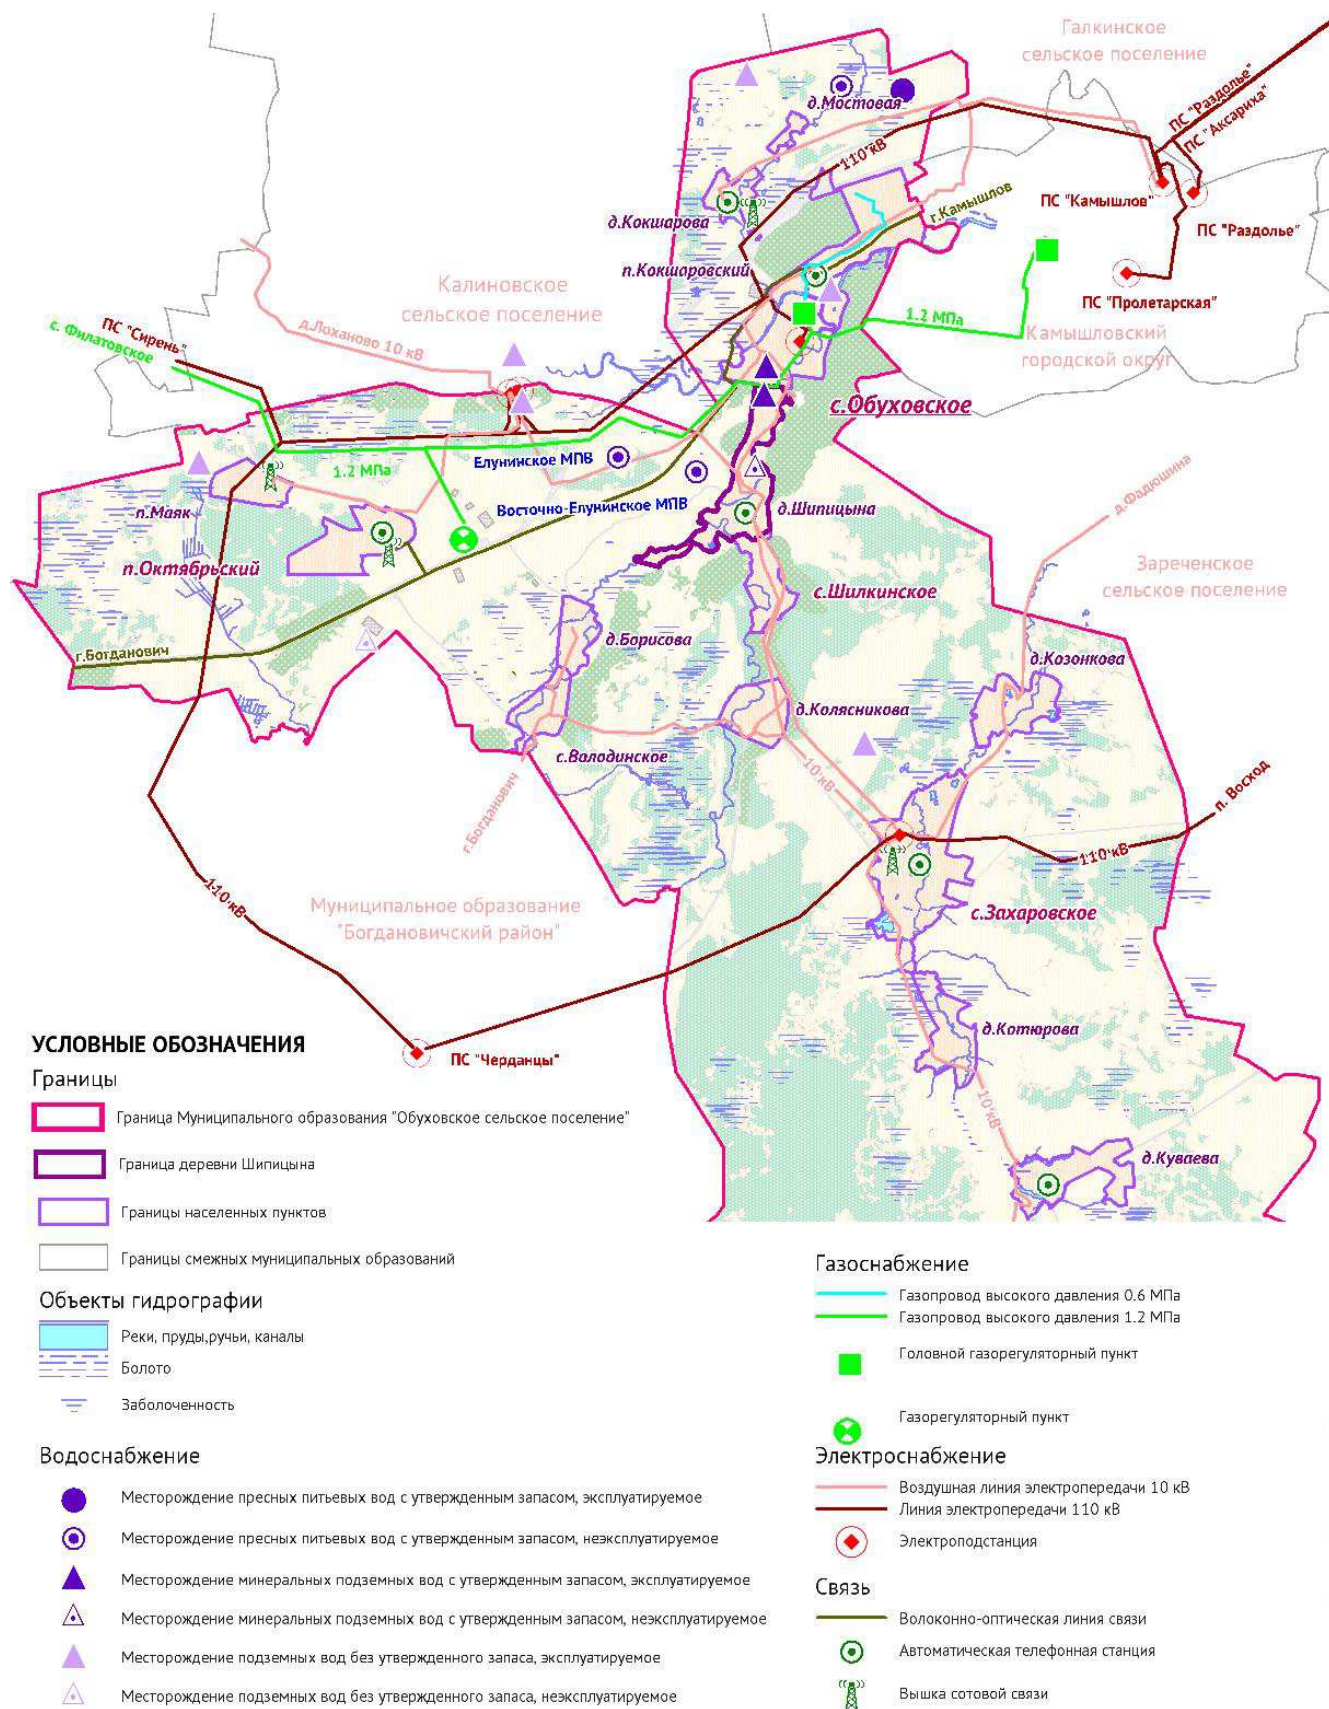 Галкинское
сельское поселение
ПС "Раздолье"
ПС "Аксариха"
д.Мостовая
110 кВ
ПС "Камышлов"
г.Камышлов
д.Кокшарова
ПС "Раздолье"
п.Кокшаровский
Калиновское
сельское поселение
ПС "Пролетарская"
ПС "Сирень"
с. Филатовское
д.Лоханово 10 кВ
1.2 МПа
Камышловский
городской округ
с.Обуховское
Елунинское МПВ
1.2 МПа
Восточно-Елунинское МПВ
д.Шипицына
д.Фадюшина
п.Маяк
п.Октябрьский
Зареченское
сельское поселение
с.Шилкинское
г.Богданович
д.Борисова
д.Козонкова
д.Колясникова
с.Володинское
10 кВ
п. Восход
г.Богданович
110 кВ
110 кВ
Муниципальное образование
"Богдановичский район"
с.Захаровское
д.Котюрова
ПС "Черданцы"
10 кВ
д.Куваева
УСЛОВНЫЕ ОБОЗНАЧЕНИЯ
Границы
Граница Муниципального образования "Обуховское сельское поселение"
Граница деревни Шипицына
Границы населенных пунктов
Границы смежных муниципальных образований
Объекты гидрографии
Реки, пруды,ручьи, каналы
Болото
Заболоченность
Водоснабжение
Месторождение пресных питьевых вод с утвержденным запасом, эксплуатируемое
Месторождение пресных питьевых вод с утвержденным запасом, неэксплуатируемое
Месторождение минеральных подземных вод с утвержденным запасом, эксплуатируемое
Месторождение минеральных подземных вод с утвержденным запасом, неэксплуатируемое
Месторождение подземных вод без утвержденного запаса, эксплуатируемое
Месторождение подземных вод без утвержденного запаса, неэксплуатируемое
Газоснабжение
Газопровод высокого давления 0.6 МПа
Газопровод высокого давления 1.2 МПа
Головной газорегуляторный пункт
Газорегуляторный пункт
Электроснабжение
Воздушная линия электропередачи 10 кВ
Линия электропередачи 110 кВ
Электроподстанция
Связь
Волоконно-оптическая линия связи
Автоматическая телефонная станция
Вышка сотовой связи